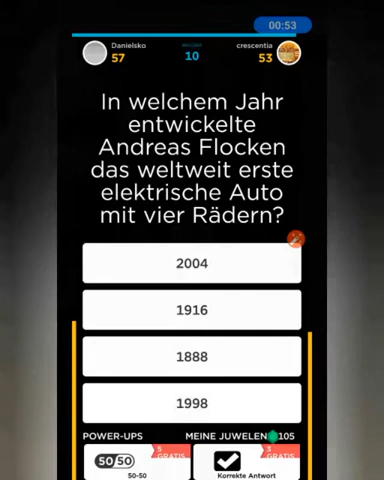 00:53
Danielsko
crescentia
57
10
53
In welchem Jahr
entwickelte
Andreas Flocken
das weltweit erste
elektrische Auto
mit vier Rädern?
2004
1916
1888
1998
POWER-UPS
MEINE JUWELEN 105
5
GRATIS
3
GRATIS
50 50
50-50
Korrekte Antwort